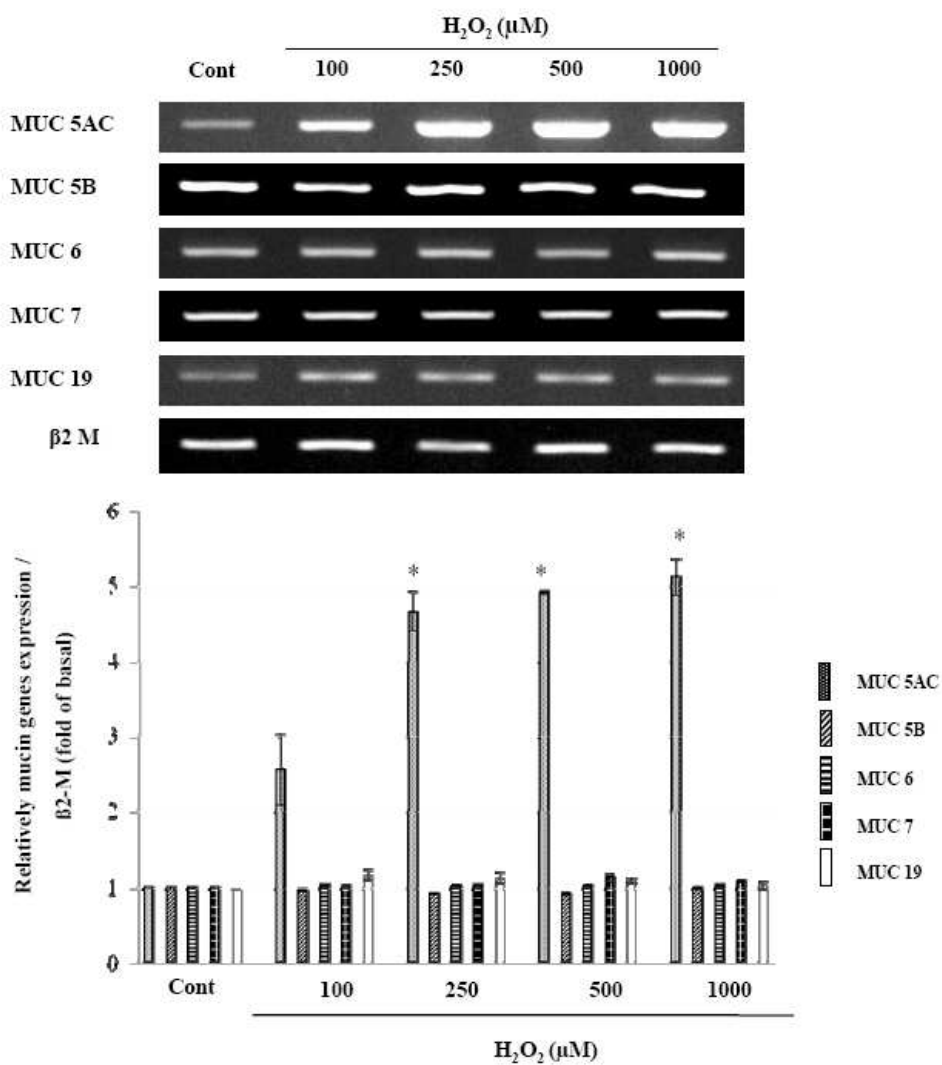 H₂O₂ (µM)
Cont 100 250 500 1000
MUC 5AC
MUC 5B
MUC 6
MUC 7
MUC 19
β2 M
Relatively mucin genes expression /
ß2-M (fold of basal)
6
5
4
3
2
1
0
* * *
MUC 5AC
MUC 5B
MUC 6
MUC 7
MUC 19
Cont 100 250 500 1000
H₂O₂ (µM)